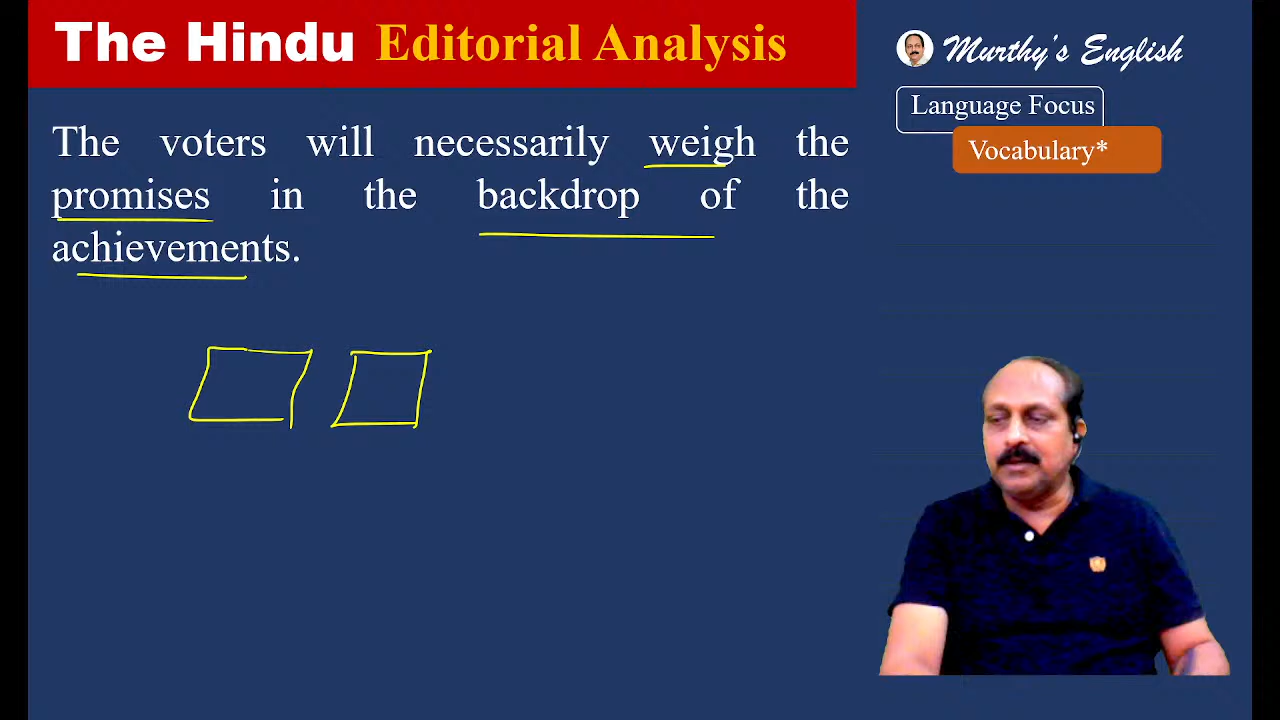 The Hindu Editorial Analysis
Murthy's English
Language Focus
Vocabulary*
The voters will necessarily weigh the
promises in the backdrop of the
achievements.